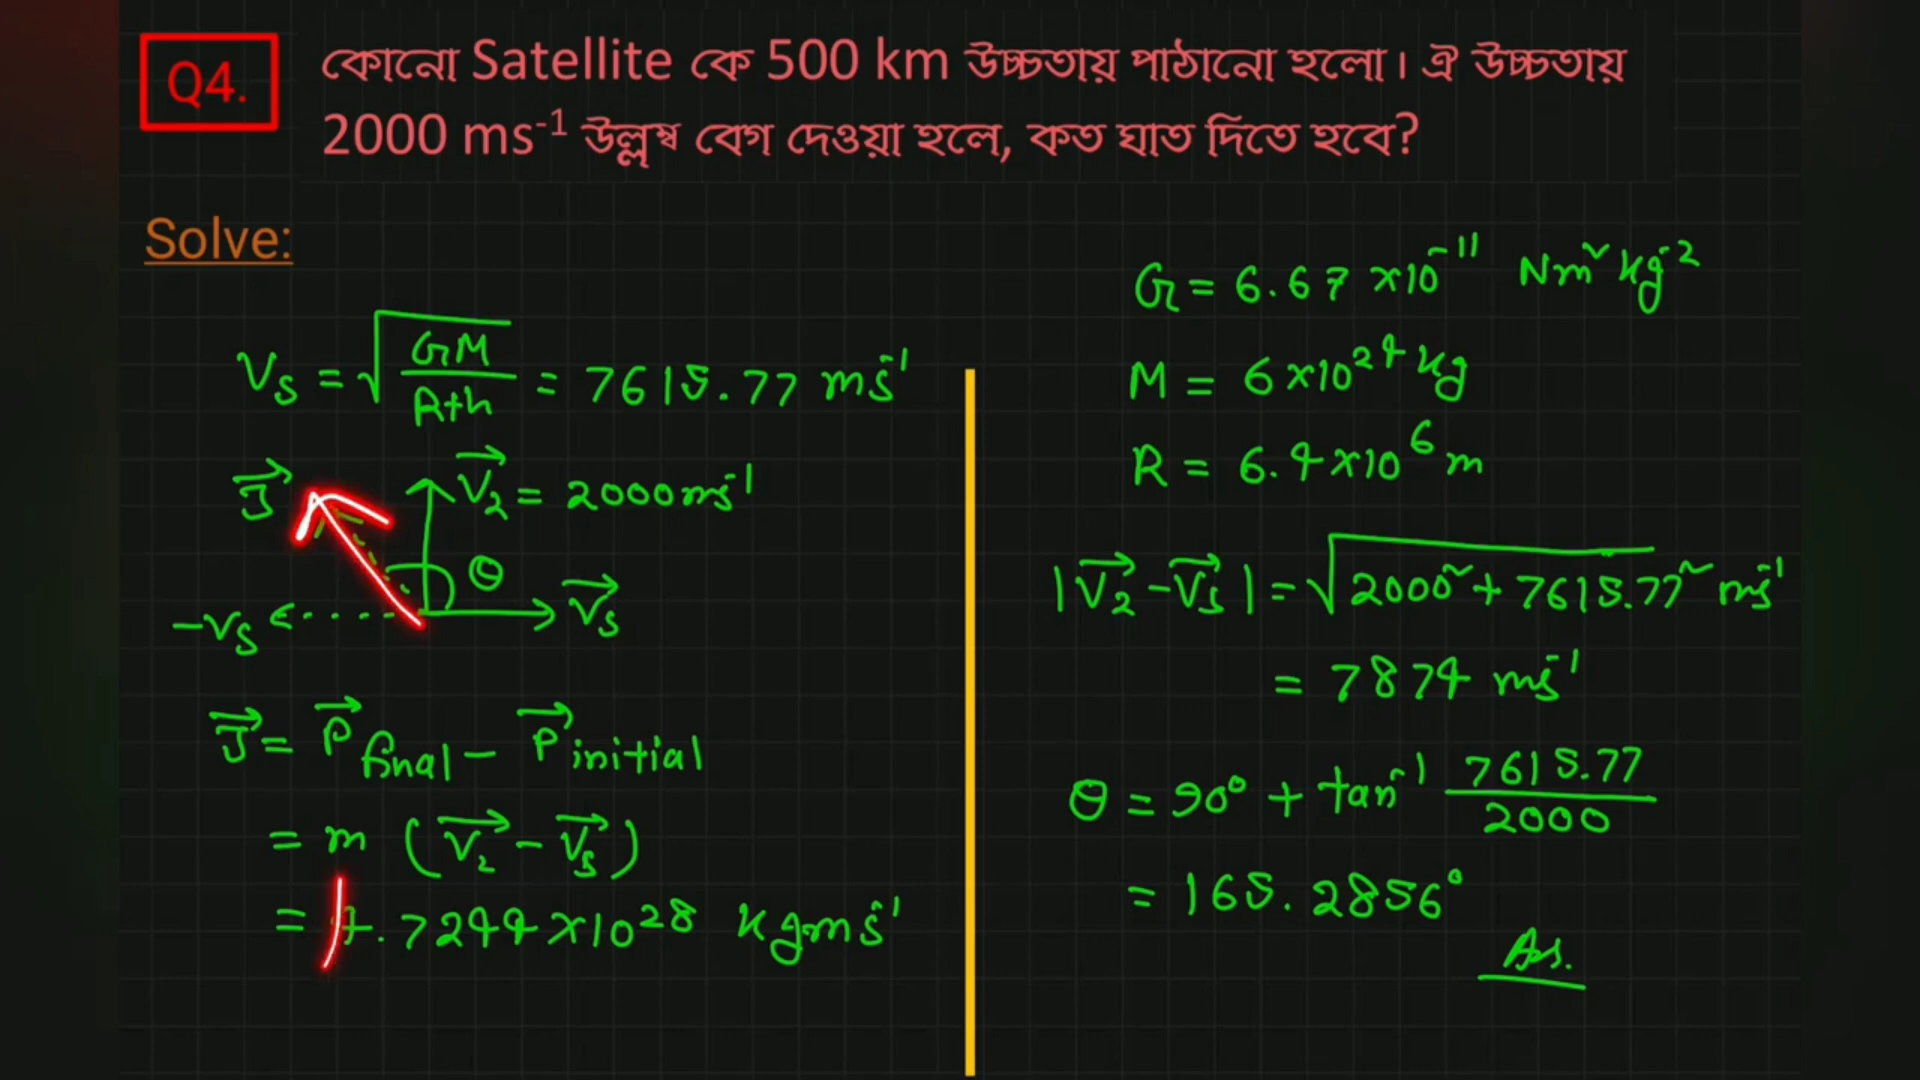 Q4. কোনো Satellite কে 500 km উচ্চতায় পাঠানো হলো। ঐ উচ্চতায়
2000 ms⁻¹ উল্লম্ব বেগ দেওয়া হলে, কত ঘাত দিতে হবে?
Solve:
Vₛ = √(GM/(R+h)) = 7615.77 ms⁻¹
J⃗
V⃗₂ = 2000 ms⁻¹
θ
-Vₛ
V⃗ₛ
J⃗ = P⃗ final - P⃗ initial
= m (V⃗₂ - V⃗ₛ)
= 4.7244 × 10²⁸ kgms⁻¹
G = 6.67 × 10⁻¹¹ Nm² kg⁻²
M = 6 × 10²⁴ kg
R = 6.4 × 10⁶ m
|V⃗₂ - V⃗ₛ| = √(2000² + 7615.77²) ms⁻¹
= 7874 ms⁻¹
θ = 90° + tan⁻¹ 7615.77/2000
= 165.2856°
Ans.